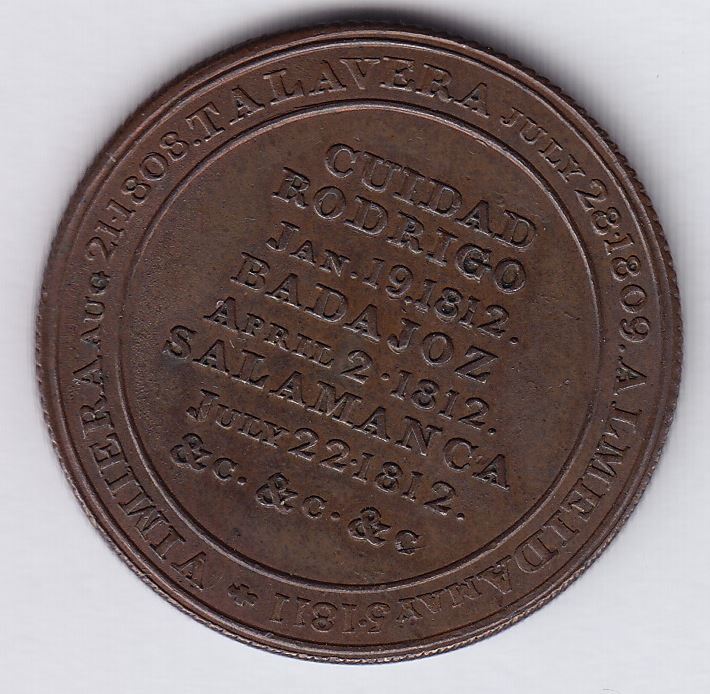 VIMIERA.AUG 21.1808.TALAVERA JULY 28.1809.ALMEIDA MAY 5.1811
CUIDAD
RODRIGO
JAN.19.1812.
BADAJOZ
APRIL 2.1812.
SALAMANCA
JULY 22.1812.
&C. &C. &C